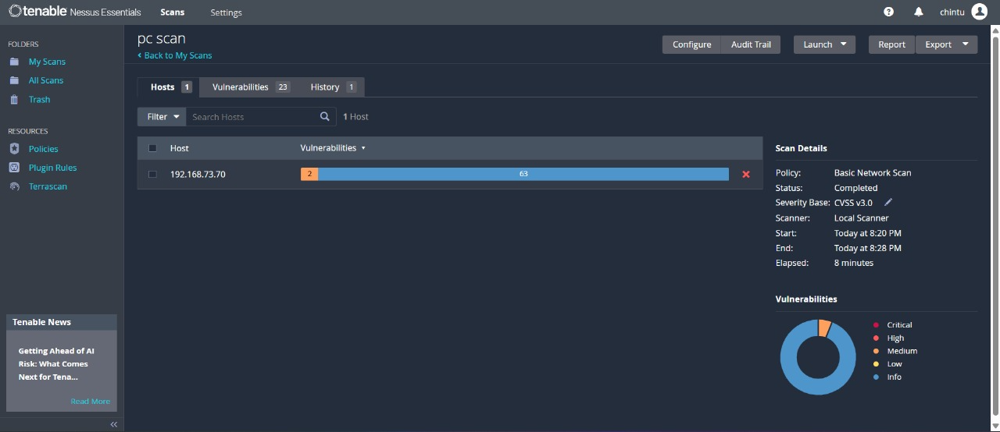 tenable Nessus Essentials Scans Settings chintu
FOLDERS
My Scans
All Scans
Trash
RESOURCES
Policies
Plugin Rules
Terrascan
Tenable News
Getting Ahead of AI
Risk: What Comes
Next for Tena...
Read More
pc scan
Back to My Scans
Configure Audit Trail Launch Report Export
Hosts 1 Vulnerabilities 23 History 1
Filter Search Hosts 1 Host
Host Vulnerabilities
192.168.73.70 2 63
Scan Details
Policy: Basic Network Scan
Status: Completed
Severity Base: CVSS v3.0
Scanner: Local Scanner
Start: Today at 8:20 PM
End: Today at 8:28 PM
Elapsed: 8 minutes
Vulnerabilities
Critical
High
Medium
Low
Info